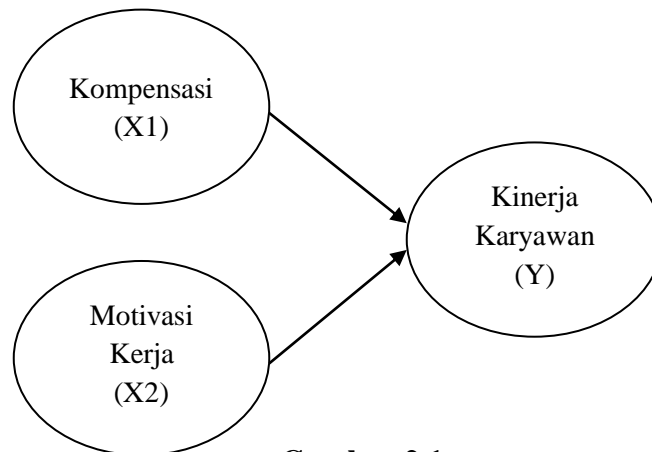 Kompensasi
(X1)
Kinerja
Karyawan
(Y)
Motivasi
Kerja
(X2)